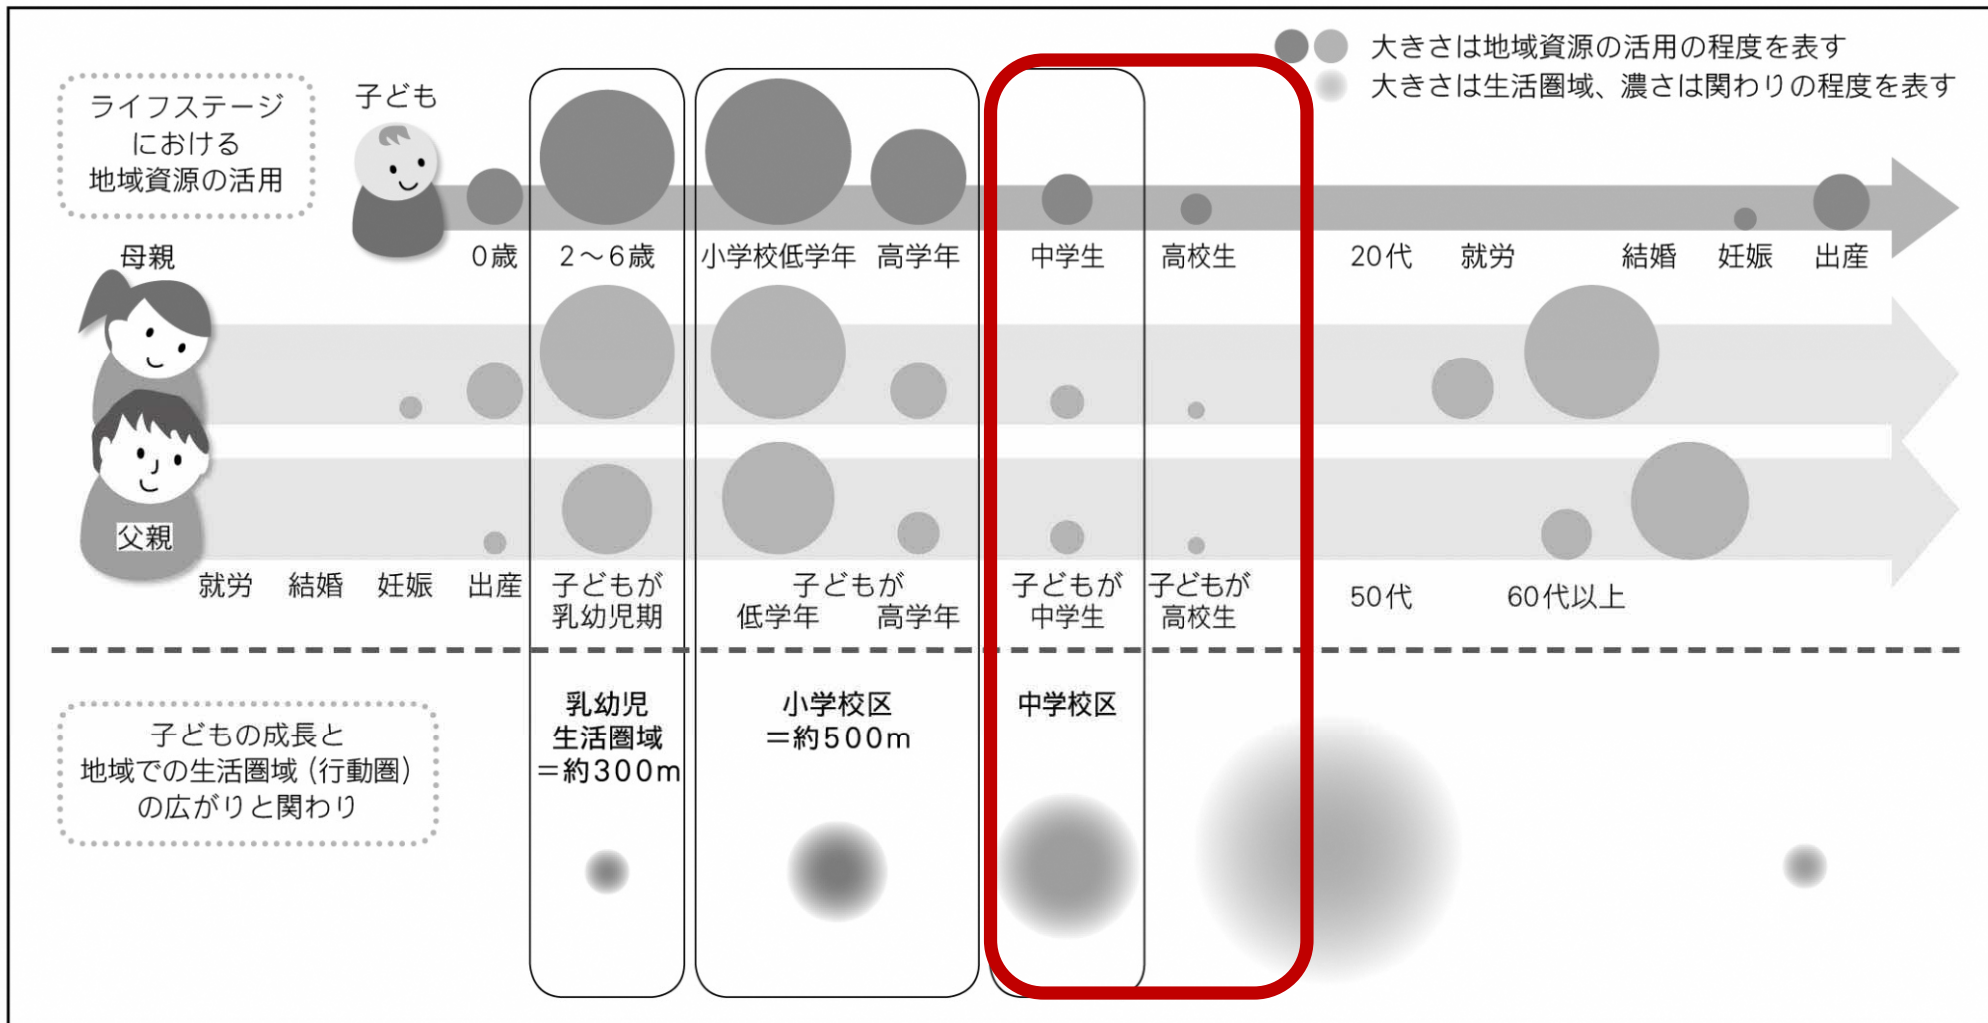 大きさは地域資源の活用の程度を表す
大きさは生活圏域、濃さは関わりの程度を表す
ライフステージ
における
地域資源の活用
子ども
0歳 2～6歳 小学校低学年 高学年 中学生 高校生 20代 就労 結婚 妊娠 出産
母親
父親
就労 結婚 妊娠 出産 子どもが 子どもが 子どもが 子どもが 50代 60代以上
乳幼児期 低学年 高学年 中学生 高校生
子どもの成長と
地域での生活圏域（行動圏）
の広がりと関わり
乳幼児
生活圏域
＝約300m
小学校区
＝約500m
中学校区